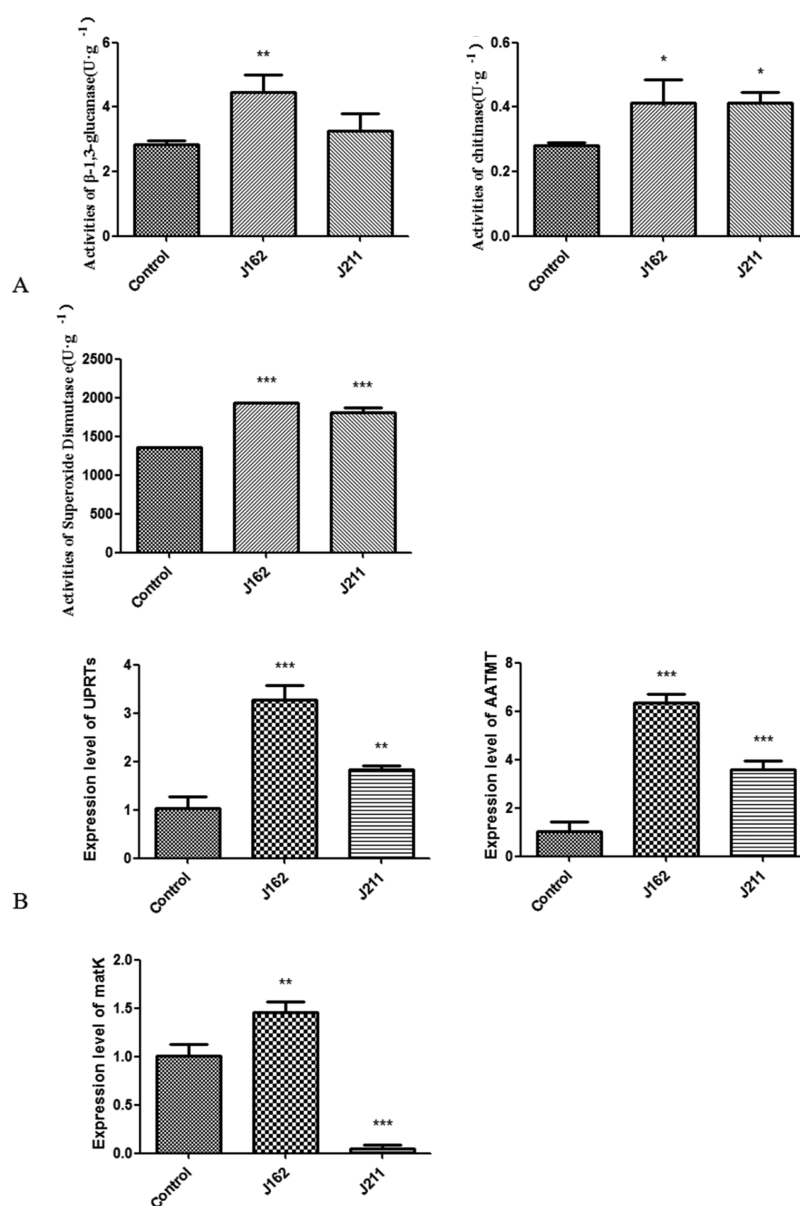 Activities of β-1,3-glucanase(U·g -1)
6
4
2
0
**
Control
J162
J211
Activities of chitinase(U·g -1)
0.6
0.4
0.2
0.0
*
*
Control
J162
J211
A
Activities of Superoxide Dismutase e(U·g -1)
2500
2000
1500
1000
500
0
***
***
Control
J162
J211
Expression level of UPRTs
4
3
2
1
0
***
**
Control
J162
J211
Expression level of AATMT
8
6
4
2
0
***
***
Control
J162
J211
B
Expression level of matK
2.0
1.5
1.0
0.5
0.0
**
***
Control
J162
J211